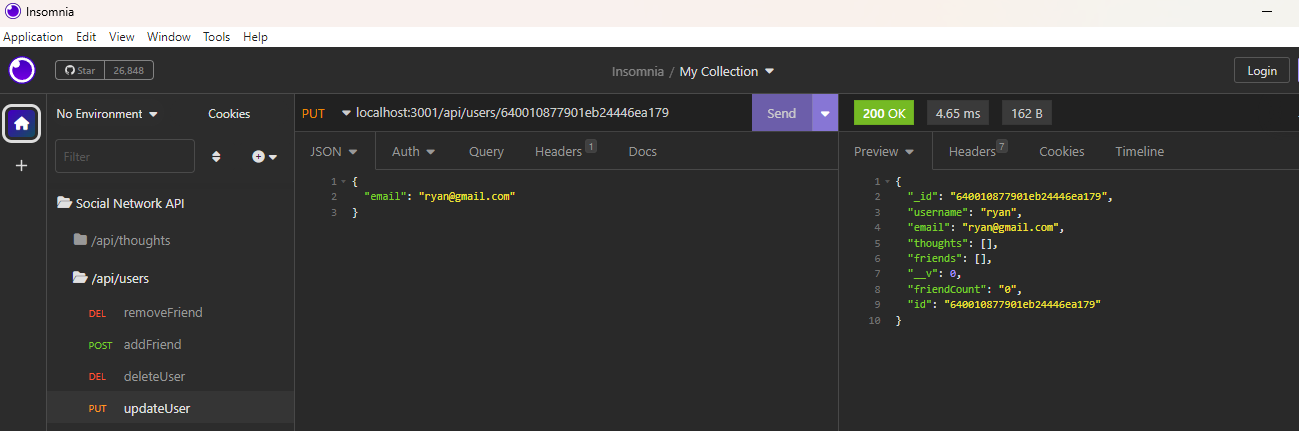 Insomnia
Application Edit View Window Tools Help
Star 26,848
Insomnia / My Collection
Login
No Environment
Cookies
Filter
Social Network API
/api/thoughts
/api/users
DEL removeFriend
POST addFriend
DEL deleteUser
PUT updateUser
PUT localhost:3001/api/users/640010877901eb24446ea179 Send
JSON Auth Query Headers 1 Docs
1 {
2 "email": "ryan@gmail.com"
3 }
200 OK 4.65 ms 162 B
Preview Headers 7 Cookies Timeline
1 {
2 "_id": "640010877901eb24446ea179",
3 "username": "ryan",
4 "email": "ryan@gmail.com",
5 "thoughts": [],
6 "friends": [],
7 "__v": 0,
8 "friendCount": "0",
9 "id": "640010877901eb24446ea179"
10 }